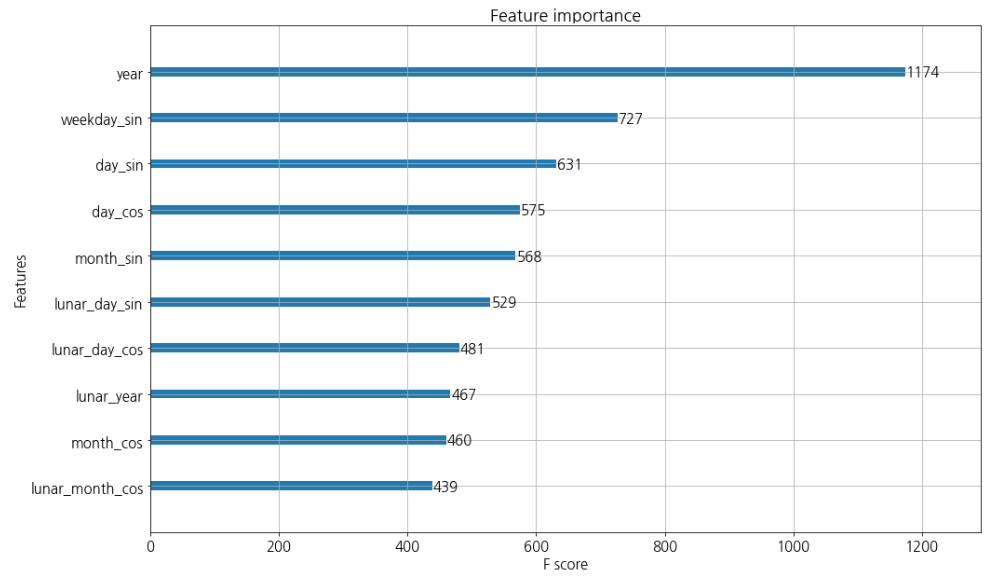 Feature importance
year 1174
weekday_sin 727
day_sin 631
day_cos 575
month_sin 568
lunar_day_sin 529
lunar_day_cos 481
lunar_year 467
month_cos 460
lunar_month_cos 439
Features
0 200 400 600 800 1000 1200
F score